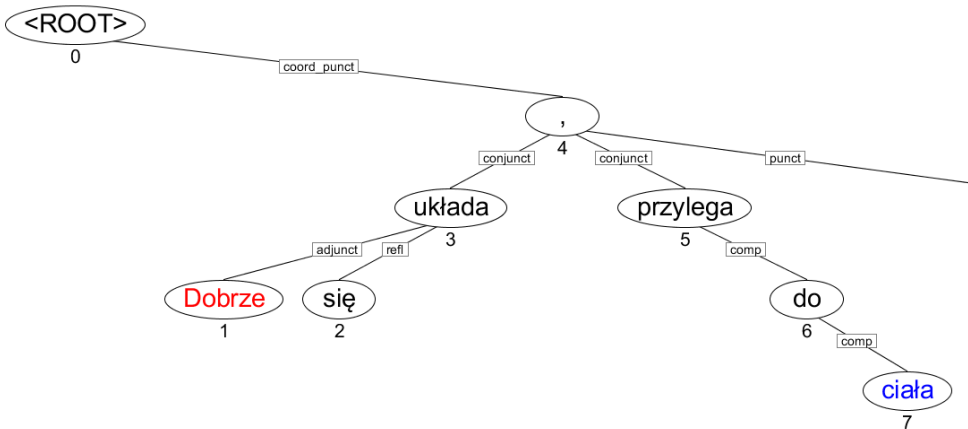 <ROOT>
0
coord_punct
,
4
conjunct conjunct punct
układa przylega
3 5
adjunct refl comp
Dobrze się do
1 2 6
comp
ciała
7